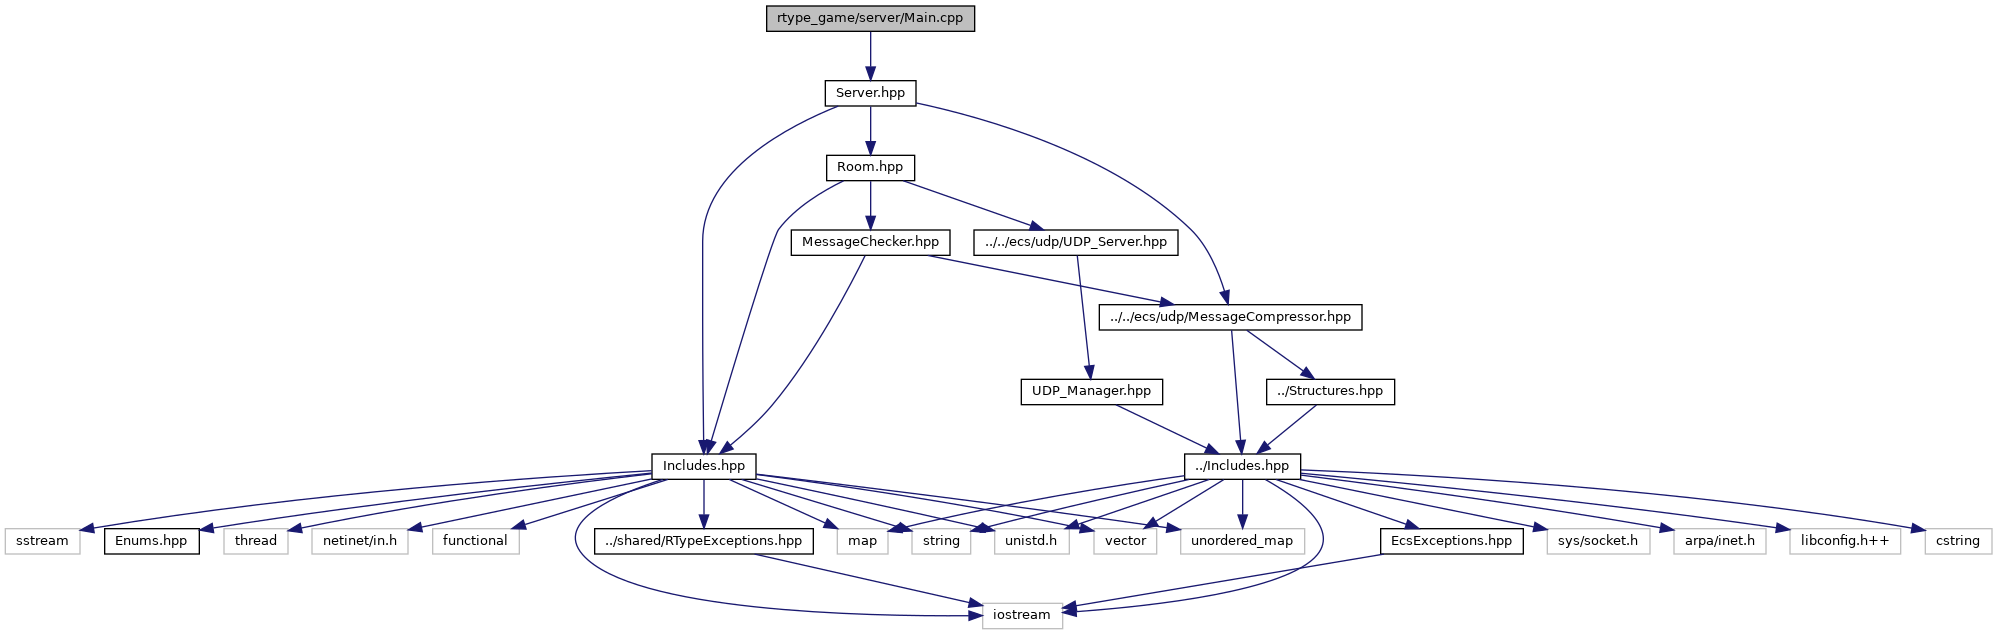 rtype_game/server/Main.cpp
Server.hpp
Room.hpp
MessageChecker.hpp
../../ecs/udp/UDP_Server.hpp
../../ecs/udp/MessageCompressor.hpp
UDP_Manager.hpp
../Structures.hpp
Includes.hpp
../Includes.hpp
sstream
Enums.hpp
thread
netinet/in.h
functional
../shared/RTypeExceptions.hpp
map
string
unistd.h
vector
unordered_map
EcsExceptions.hpp
sys/socket.h
arpa/inet.h
libconfig.h++
cstring
iostream